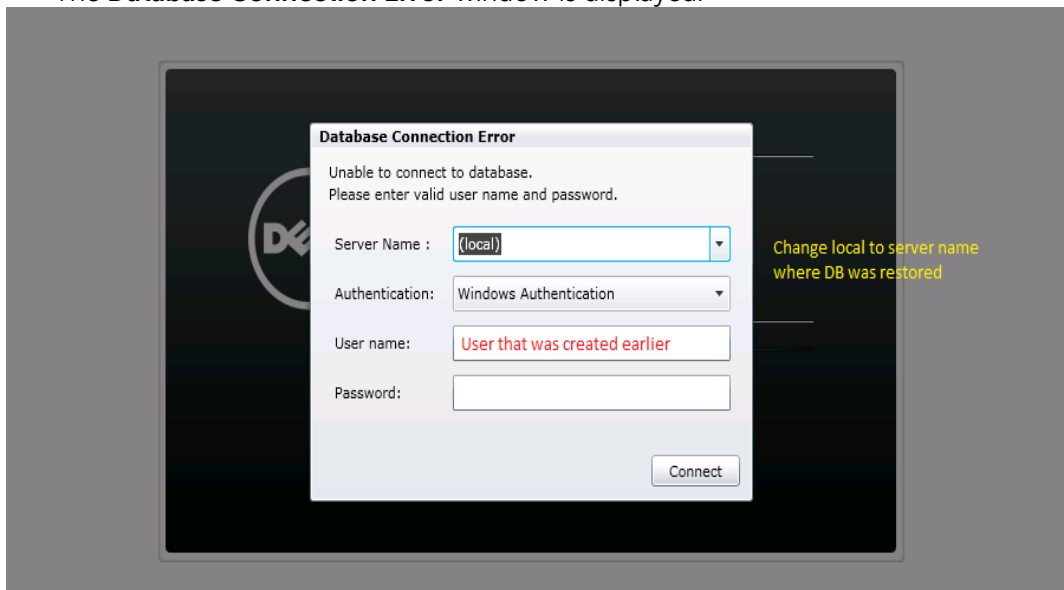 The Database Connection Error window is displayed.
Database Connection Error
Unable to connect to database.
Please enter valid user name and password.
Server Name :
(local)
Authentication:
Windows Authentication
User name:
User that was created earlier
Password:
Connect
Change local to server name
where DB was restored